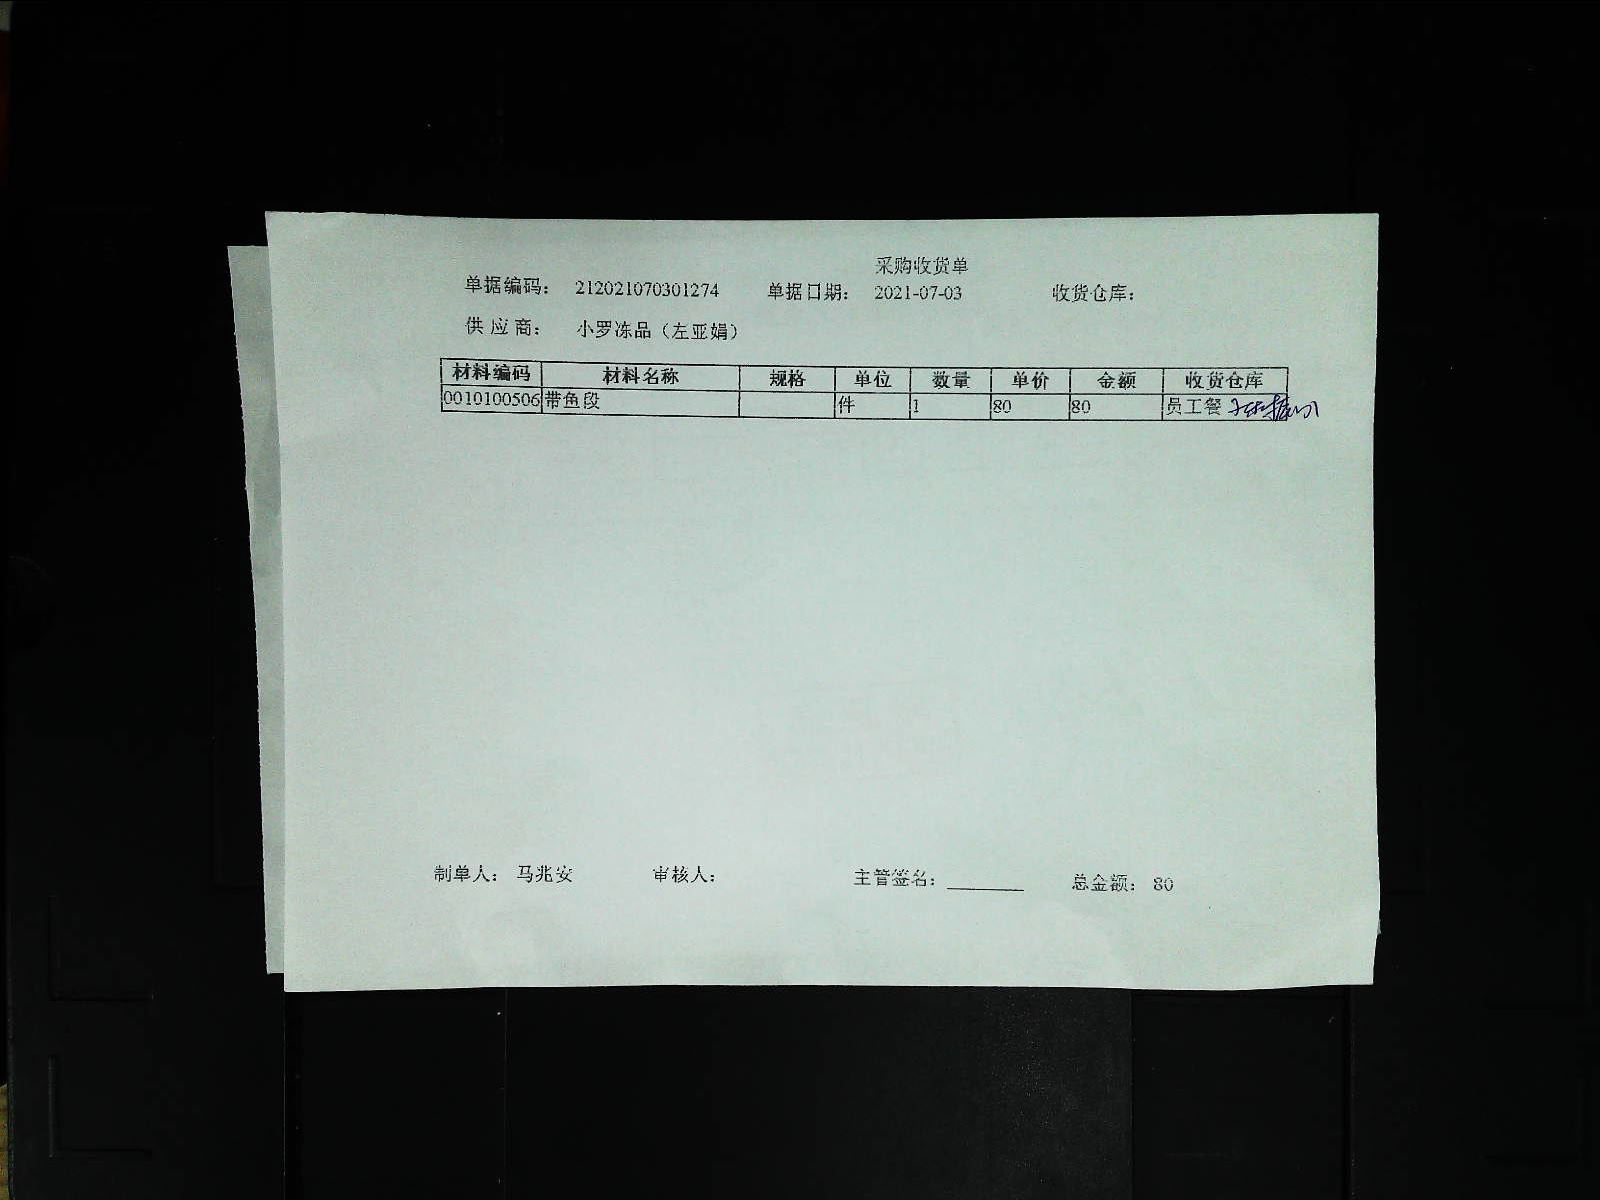 采购收货单
单据编码： 212021070301274 单据日期： 2021-07-03 收货仓库：
供应商： 小罗冻品（左亚娟）
材料编码 材料名称 规格 单位 数量 单价 金额 收货仓库
0010100506 带鱼段 件 1 80 80 员工餐
制单人： 马兆安 审核人： 主管签名：________ 总金额： 80